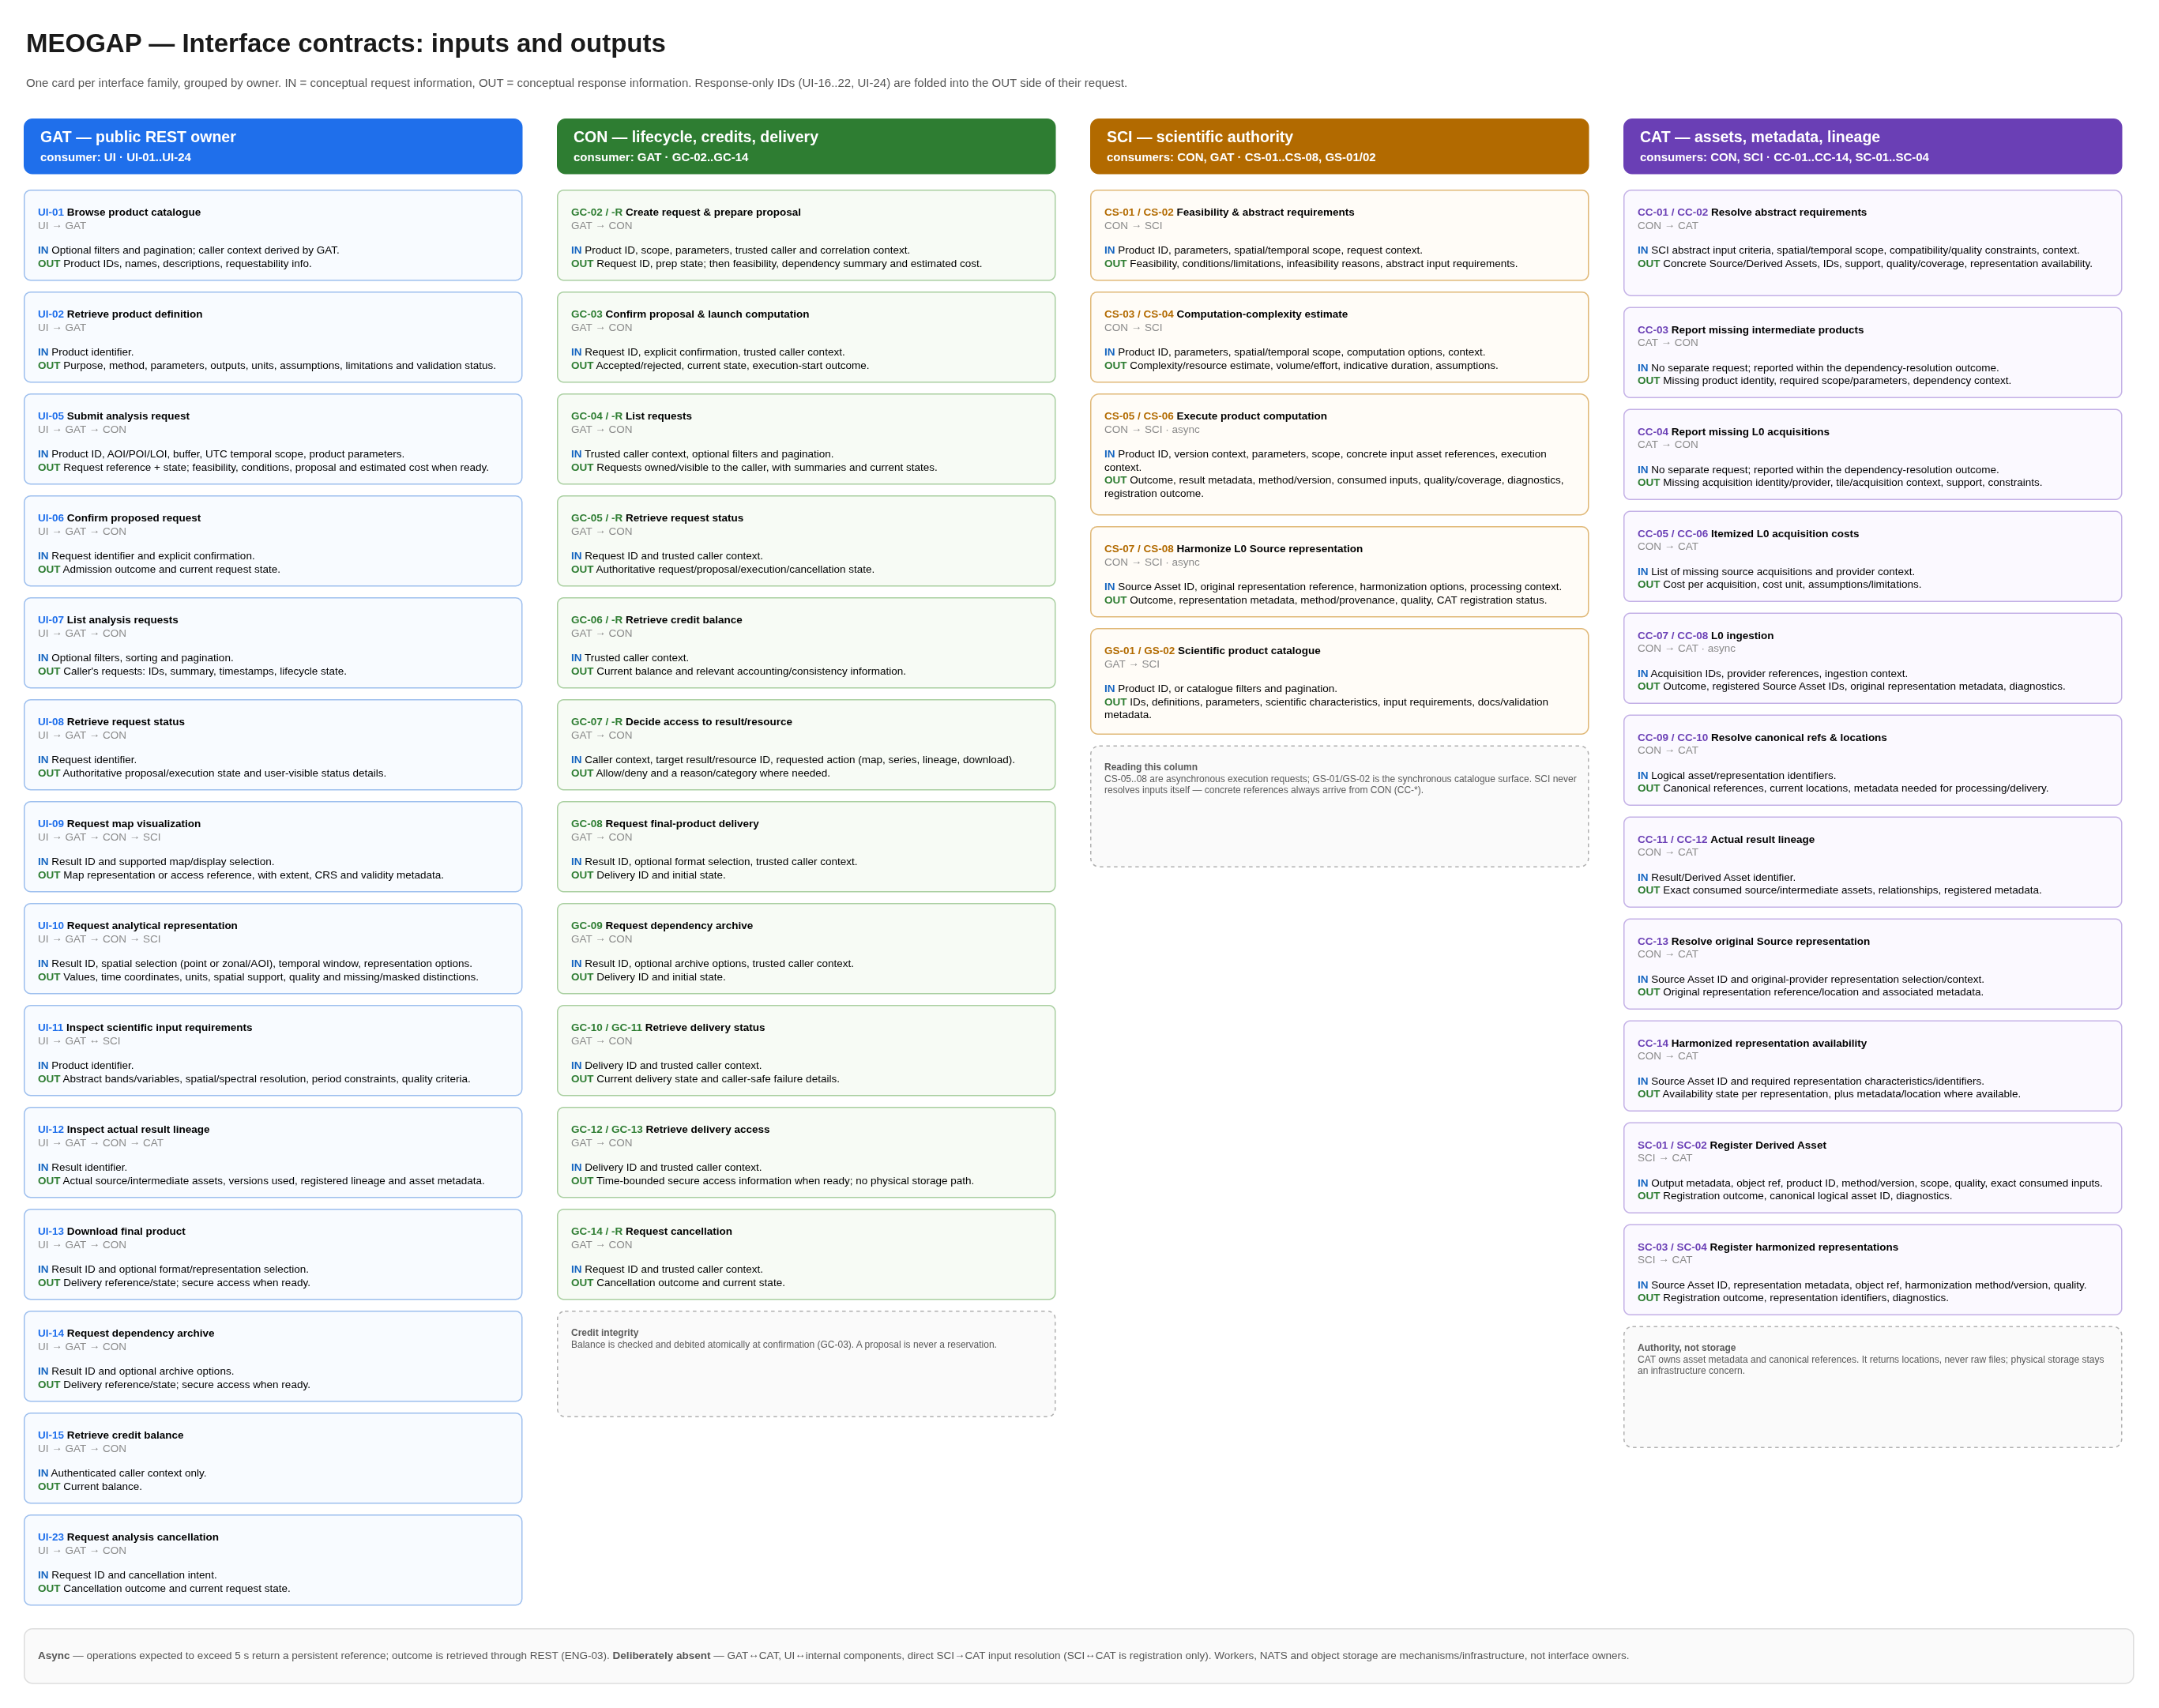 MEOGAP — Interface contracts: inputs and outputs
One card per interface family, grouped by owner. IN = conceptual request information, OUT = conceptual response information. Response-only IDs (UI-16..22, UI-24) are folded into the OUT side of their request.
GAT — public REST owner
consumer: UI · UI-01..UI-24
UI-01 Browse product catalogue
UI → GAT
IN Optional filters and pagination; caller context derived by GAT.
OUT Product IDs, names, descriptions, requestability info.
UI-02 Retrieve product definition
UI → GAT
IN Product identifier.
OUT Purpose, method, parameters, outputs, units, assumptions, limitations and validation status.
UI-05 Submit analysis request
UI → GAT → CON
IN Product ID, AOI/POI/LOI, buffer, UTC temporal scope, product parameters.
OUT Request reference + state; feasibility, conditions, proposal and estimated cost when ready.
UI-06 Confirm proposed request
UI → GAT → CON
IN Request identifier and explicit confirmation.
OUT Admission outcome and current request state.
UI-07 List analysis requests
UI → GAT → CON
IN Optional filters, sorting and pagination.
OUT Caller's requests: IDs, summary, timestamps, lifecycle state.
UI-08 Retrieve request status
UI → GAT → CON
IN Request identifier.
OUT Authoritative proposal/execution state and user-visible status details.
UI-09 Request map visualization
UI → GAT → CON → SCI
IN Result ID and supported map/display selection.
OUT Map representation or access reference, with extent, CRS and validity metadata.
UI-10 Request analytical representation
UI → GAT → CON → SCI
IN Result ID, spatial selection (point or zonal/AOI), temporal window, representation options.
OUT Values, time coordinates, units, spatial support, quality and missing/masked distinctions.
UI-11 Inspect scientific input requirements
UI → GAT ↔ SCI
IN Product identifier.
OUT Abstract bands/variables, spatial/spectral resolution, period constraints, quality criteria.
UI-12 Inspect actual result lineage
UI → GAT → CON → CAT
IN Result identifier.
OUT Actual source/intermediate assets, versions used, registered lineage and asset metadata.
UI-13 Download final product
UI → GAT → CON
IN Result ID and optional format/representation selection.
OUT Delivery reference/state; secure access when ready.
UI-14 Request dependency archive
UI → GAT → CON
IN Result ID and optional archive options.
OUT Delivery reference/state; secure access when ready.
UI-15 Retrieve credit balance
UI → GAT → CON
IN Authenticated caller context only.
OUT Current balance.
UI-23 Request analysis cancellation
UI → GAT → CON
IN Request ID and cancellation intent.
OUT Cancellation outcome and current request state.
CON — lifecycle, credits, delivery
consumer: GAT · GC-02..GC-14
GC-02 / -R Create request & prepare proposal
GAT → CON
IN Product ID, scope, parameters, trusted caller and correlation context.
OUT Request ID, prep state; then feasibility, dependency summary and estimated cost.
GC-03 Confirm proposal & launch computation
GAT → CON
IN Request ID, explicit confirmation, trusted caller context.
OUT Accepted/rejected, current state, execution-start outcome.
GC-04 / -R List requests
GAT → CON
IN Trusted caller context, optional filters and pagination.
OUT Requests owned/visible to the caller, with summaries and current states.
GC-05 / -R Retrieve request status
GAT → CON
IN Request ID and trusted caller context.
OUT Authoritative request/proposal/execution/cancellation state.
GC-06 / -R Retrieve credit balance
GAT → CON
IN Trusted caller context.
OUT Current balance and relevant accounting/consistency information.
GC-07 / -R Decide access to result/resource
GAT → CON
IN Caller context, target result/resource ID, requested action (map, series, lineage, download).
OUT Allow/deny and a reason/category where needed.
GC-08 Request final-product delivery
GAT → CON
IN Result ID, optional format selection, trusted caller context.
OUT Delivery ID and initial state.
GC-09 Request dependency archive
GAT → CON
IN Result ID, optional archive options, trusted caller context.
OUT Delivery ID and initial state.
GC-10 / GC-11 Retrieve delivery status
GAT → CON
IN Delivery ID and trusted caller context.
OUT Current delivery state and caller-safe failure details.
GC-12 / GC-13 Retrieve delivery access
GAT → CON
IN Delivery ID and trusted caller context.
OUT Time-bounded secure access information when ready; no physical storage path.
GC-14 / -R Request cancellation
GAT → CON
IN Request ID and trusted caller context.
OUT Cancellation outcome and current state.
Credit integrity
Balance is checked and debited atomically at confirmation (GC-03). A proposal is never a reservation.
SCI — scientific authority
consumers: CON, GAT · CS-01..CS-08, GS-01/02
CS-01 / CS-02 Feasibility & abstract requirements
CON → SCI
IN Product ID, parameters, spatial/temporal scope, request context.
OUT Feasibility, conditions/limitations, infeasibility reasons, abstract input requirements.
CS-03 / CS-04 Computation-complexity estimate
CON → SCI
IN Product ID, parameters, spatial/temporal scope, computation options, context.
OUT Complexity/resource estimate, volume/effort, indicative duration, assumptions.
CS-05 / CS-06 Execute product computation
CON → SCI · async
IN Product ID, version context, parameters, scope, concrete input asset references, execution
context.
OUT Outcome, result metadata, method/version, consumed inputs, quality/coverage, diagnostics,
registration outcome.
CS-07 / CS-08 Harmonize L0 Source representation
CON → SCI · async
IN Source Asset ID, original representation reference, harmonization options, processing context.
OUT Outcome, representation metadata, method/provenance, quality, CAT registration status.
GS-01 / GS-02 Scientific product catalogue
GAT → SCI
IN Product ID, or catalogue filters and pagination.
OUT IDs, definitions, parameters, scientific characteristics, input requirements, docs/validation
metadata.
Reading this column
CS-05..08 are asynchronous execution requests; GS-01/GS-02 is the synchronous catalogue surface. SCI never
resolves inputs itself — concrete references always arrive from CON (CC-*).
CAT — assets, metadata, lineage
consumers: CON, SCI · CC-01..CC-14, SC-01..SC-04
CC-01 / CC-02 Resolve abstract requirements
CON → CAT
IN SCI abstract input criteria, spatial/temporal scope, compatibility/quality constraints, context.
OUT Concrete Source/Derived Assets, IDs, support, quality/coverage, representation availability.
CC-03 Report missing intermediate products
CAT → CON
IN No separate request; reported within the dependency-resolution outcome.
OUT Missing product identity, required scope/parameters, dependency context.
CC-04 Report missing L0 acquisitions
CAT → CON
IN No separate request; reported within the dependency-resolution outcome.
OUT Missing acquisition identity/provider, tile/acquisition context, support, constraints.
CC-05 / CC-06 Itemized L0 acquisition costs
CON → CAT
IN List of missing source acquisitions and provider context.
OUT Cost per acquisition, cost unit, assumptions/limitations.
CC-07 / CC-08 L0 ingestion
CON → CAT · async
IN Acquisition IDs, provider references, ingestion context.
OUT Outcome, registered Source Asset IDs, original representation metadata, diagnostics.
CC-09 / CC-10 Resolve canonical refs & locations
CON → CAT
IN Logical asset/representation identifiers.
OUT Canonical references, current locations, metadata needed for processing/delivery.
CC-11 / CC-12 Actual result lineage
CON → CAT
IN Result/Derived Asset identifier.
OUT Exact consumed source/intermediate assets, relationships, registered metadata.
CC-13 Resolve original Source representation
CON → CAT
IN Source Asset ID and original-provider representation selection/context.
OUT Original representation reference/location and associated metadata.
CC-14 Harmonized representation availability
CON → CAT
IN Source Asset ID and required representation characteristics/identifiers.
OUT Availability state per representation, plus metadata/location where available.
SC-01 / SC-02 Register Derived Asset
SCI → CAT
IN Output metadata, object ref, product ID, method/version, scope, quality, exact consumed inputs.
OUT Registration outcome, canonical logical asset ID, diagnostics.
SC-03 / SC-04 Register harmonized representations
SCI → CAT
IN Source Asset ID, representation metadata, object ref, harmonization method/version, quality.
OUT Registration outcome, representation identifiers, diagnostics.
Authority, not storage
CAT owns asset metadata and canonical references. It returns locations, never raw files; physical storage stays
an infrastructure concern.
Async — operations expected to exceed 5 s return a persistent reference; outcome is retrieved through REST (ENG-03). Deliberately absent — GAT↔CAT, UI↔internal components, direct SCI→CAT input resolution (SCI↔CAT is registration only). Workers, NATS and object storage are mechanisms/infrastructure, not interface owners.